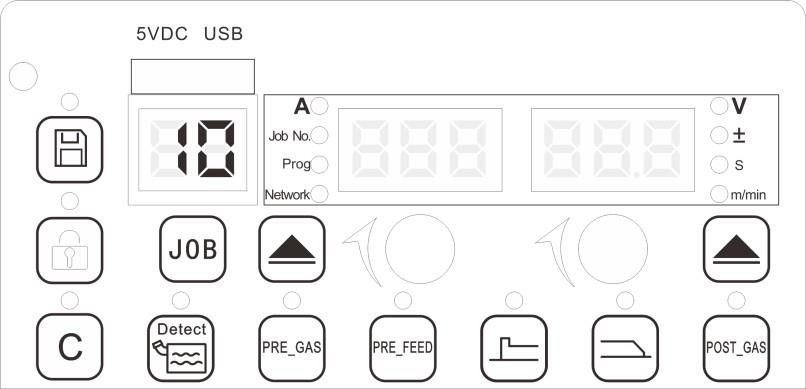 5VDC USB
10
A
Job No.
Prog
Network
V
±
S
m/min
JOB
C
Detect
PRE_GAS
PRE_FEED
POST_GAS